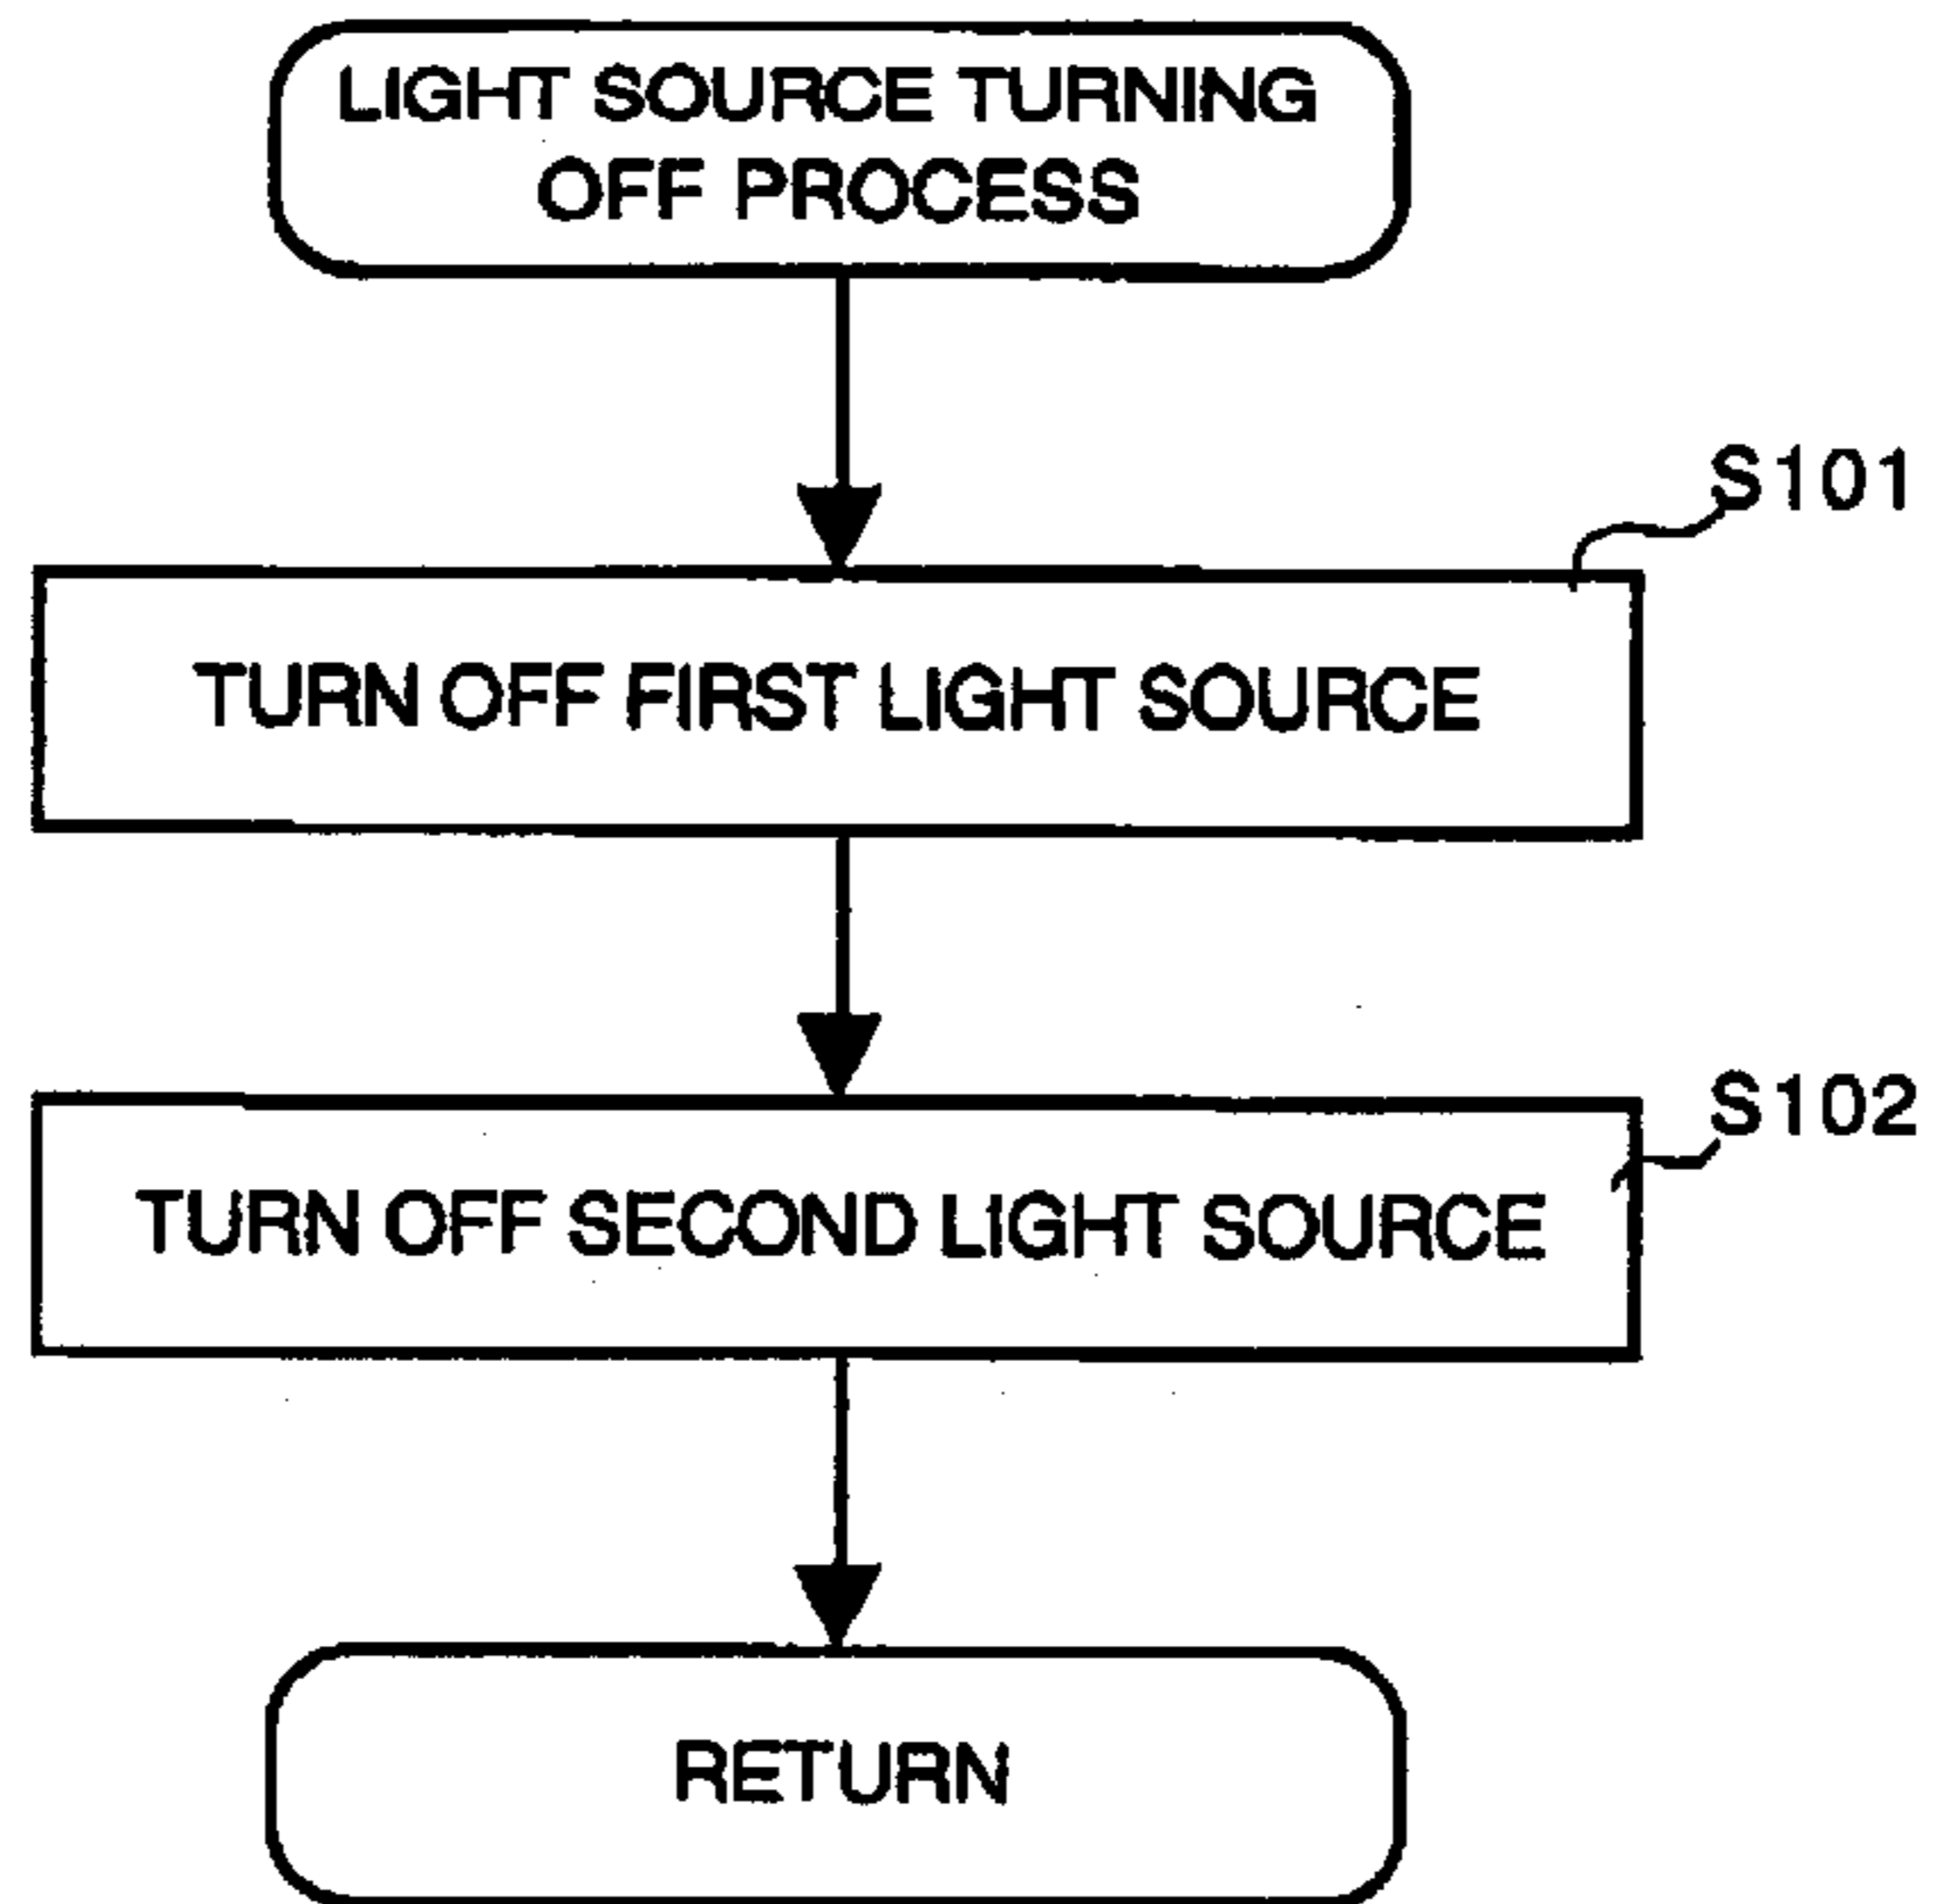 LIGHT SOURCE TURNING
OFF PROCESS
S101
TURN OFF FIRST LIGHT SOURCE
S102
TURN OFF SECOND LIGHT SOURCE
RETURN